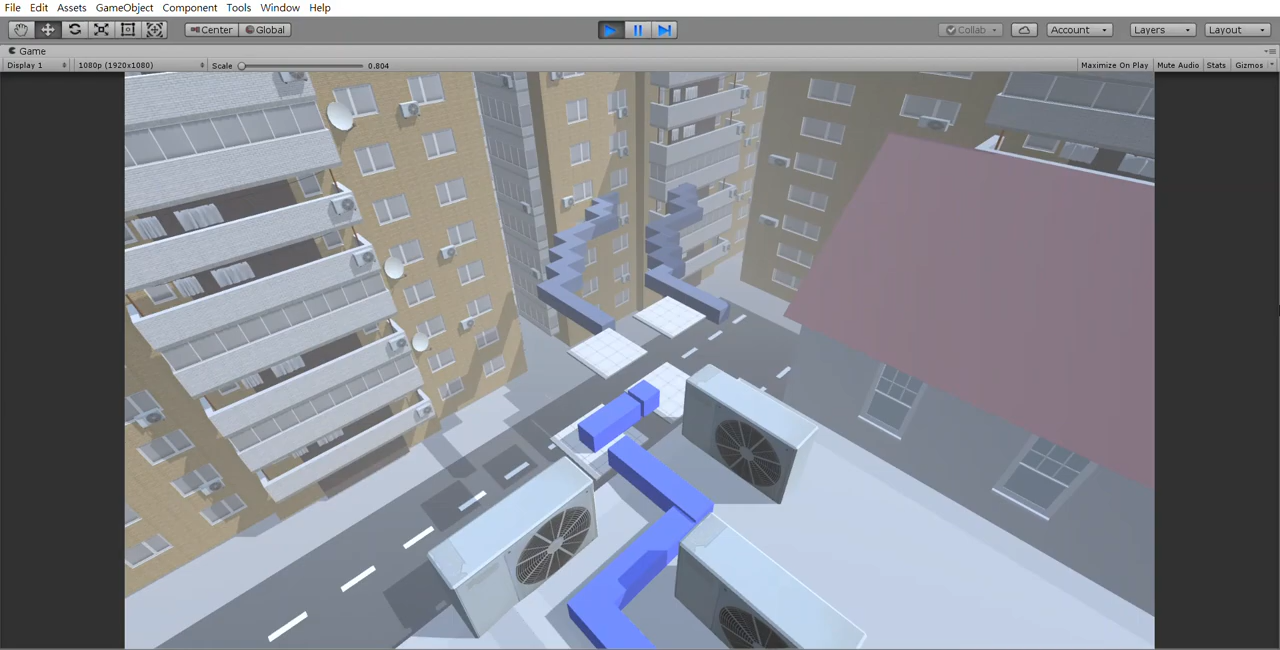 File Edit Assets GameObject Component Tools Window Help
Center Global Collab Account Layers Layout
Game
Display 1 1080p (1920x1080) Scale 0.804 Maximize On Play Mute Audio Stats Gizmos